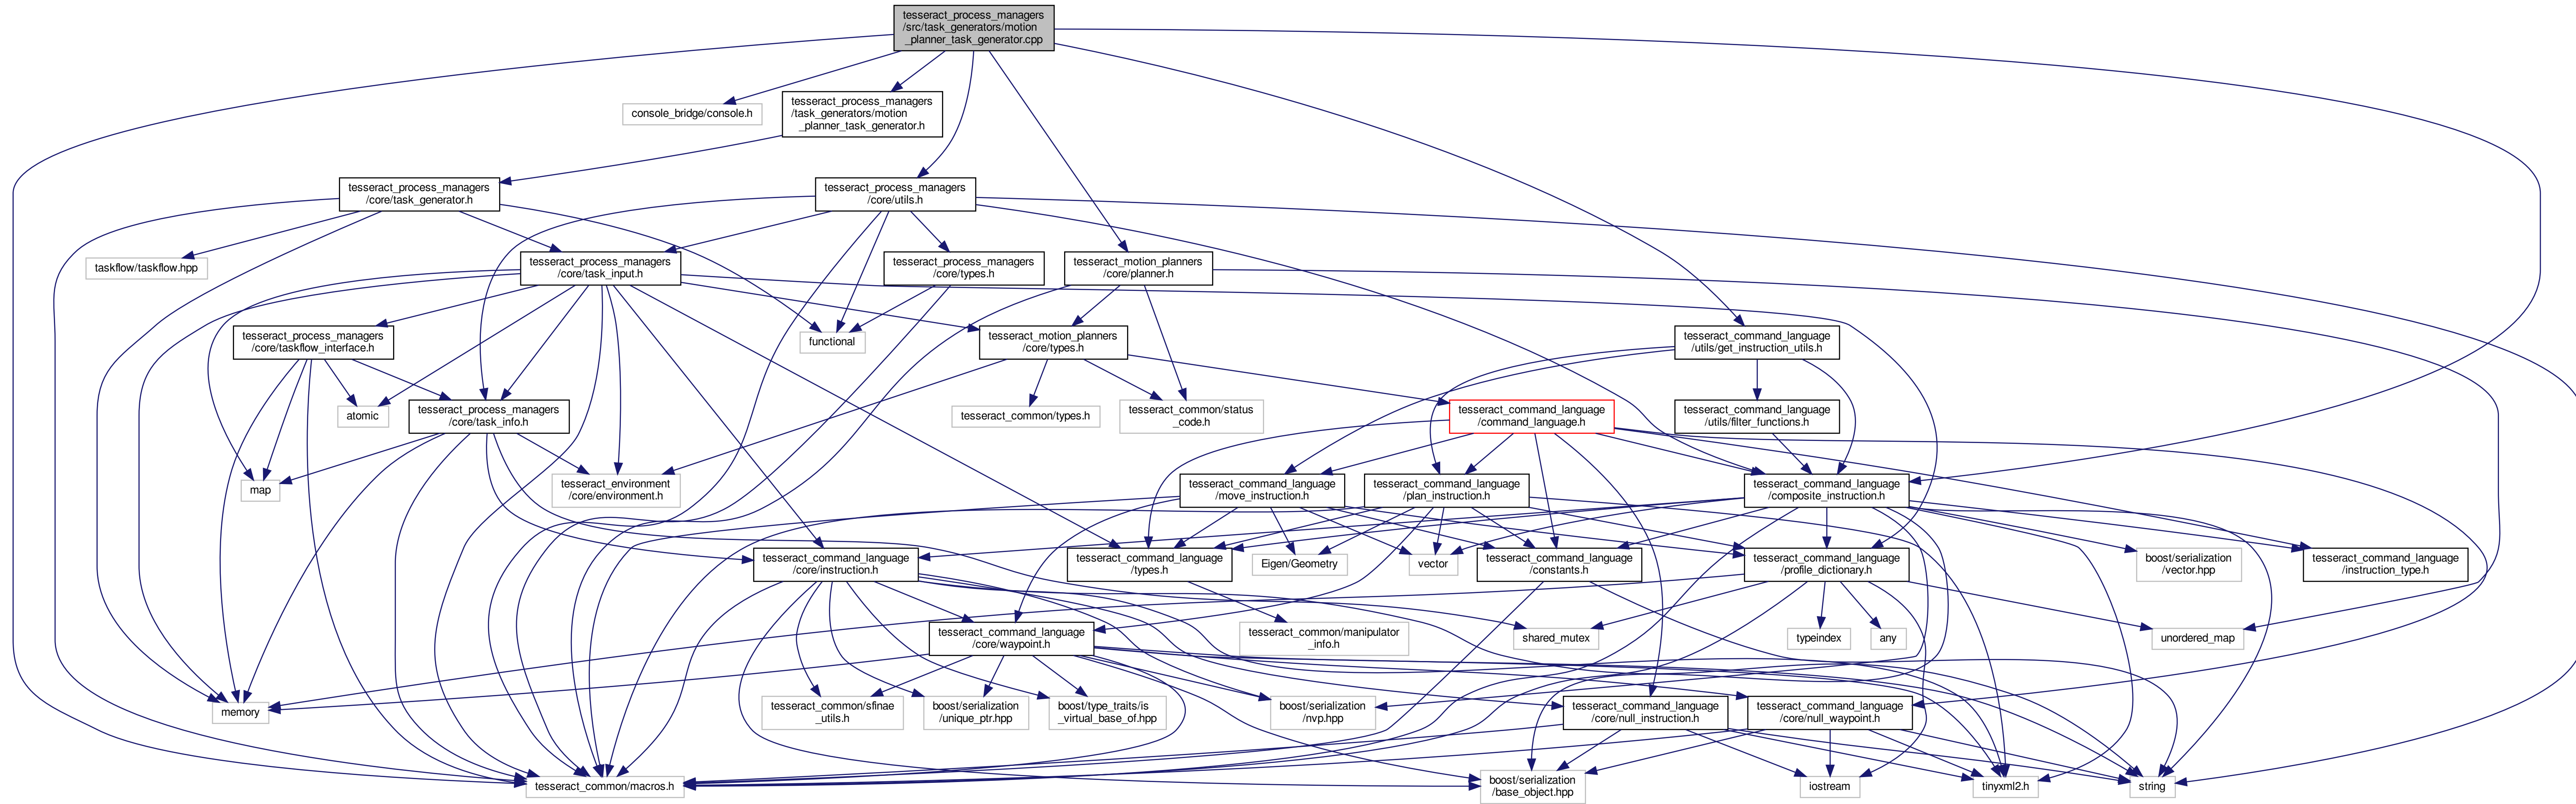 tesseract_process_managers
/src/task_generators/motion
_planner_task_generator.cpp
console_bridge/console.h
tesseract_process_managers
/task_generators/motion
_planner_task_generator.h
tesseract_process_managers
/core/task_generator.h
tesseract_process_managers
/core/utils.h
taskflow/taskflow.hpp
tesseract_process_managers
/core/task_input.h
tesseract_process_managers
/core/types.h
tesseract_motion_planners
/core/planner.h
tesseract_process_managers
/core/taskflow_interface.h
functional
tesseract_motion_planners
/core/types.h
tesseract_command_language
/utils/get_instruction_utils.h
atomic
tesseract_process_managers
/core/task_info.h
tesseract_common/types.h
tesseract_common/status
_code.h
tesseract_command_language
/command_language.h
tesseract_command_language
/utils/filter_functions.h
map
tesseract_environment
/core/environment.h
tesseract_command_language
/move_instruction.h
tesseract_command_language
/plan_instruction.h
tesseract_command_language
/composite_instruction.h
tesseract_command_language
/core/instruction.h
tesseract_command_language
/types.h
Eigen/Geometry
vector
tesseract_command_language
/constants.h
tesseract_command_language
/profile_dictionary.h
boost/serialization
/vector.hpp
tesseract_command_language
/instruction_type.h
tesseract_command_language
/core/waypoint.h
tesseract_common/manipulator
_info.h
shared_mutex
typeindex
any
unordered_map
memory
tesseract_common/sfinae
_utils.h
boost/serialization
/unique_ptr.hpp
boost/type_traits/is
_virtual_base_of.hpp
boost/serialization
/nvp.hpp
tesseract_command_language
/core/null_instruction.h
tesseract_command_language
/core/null_waypoint.h
tesseract_common/macros.h
boost/serialization
/base_object.hpp
iostream
tinyxml2.h
string